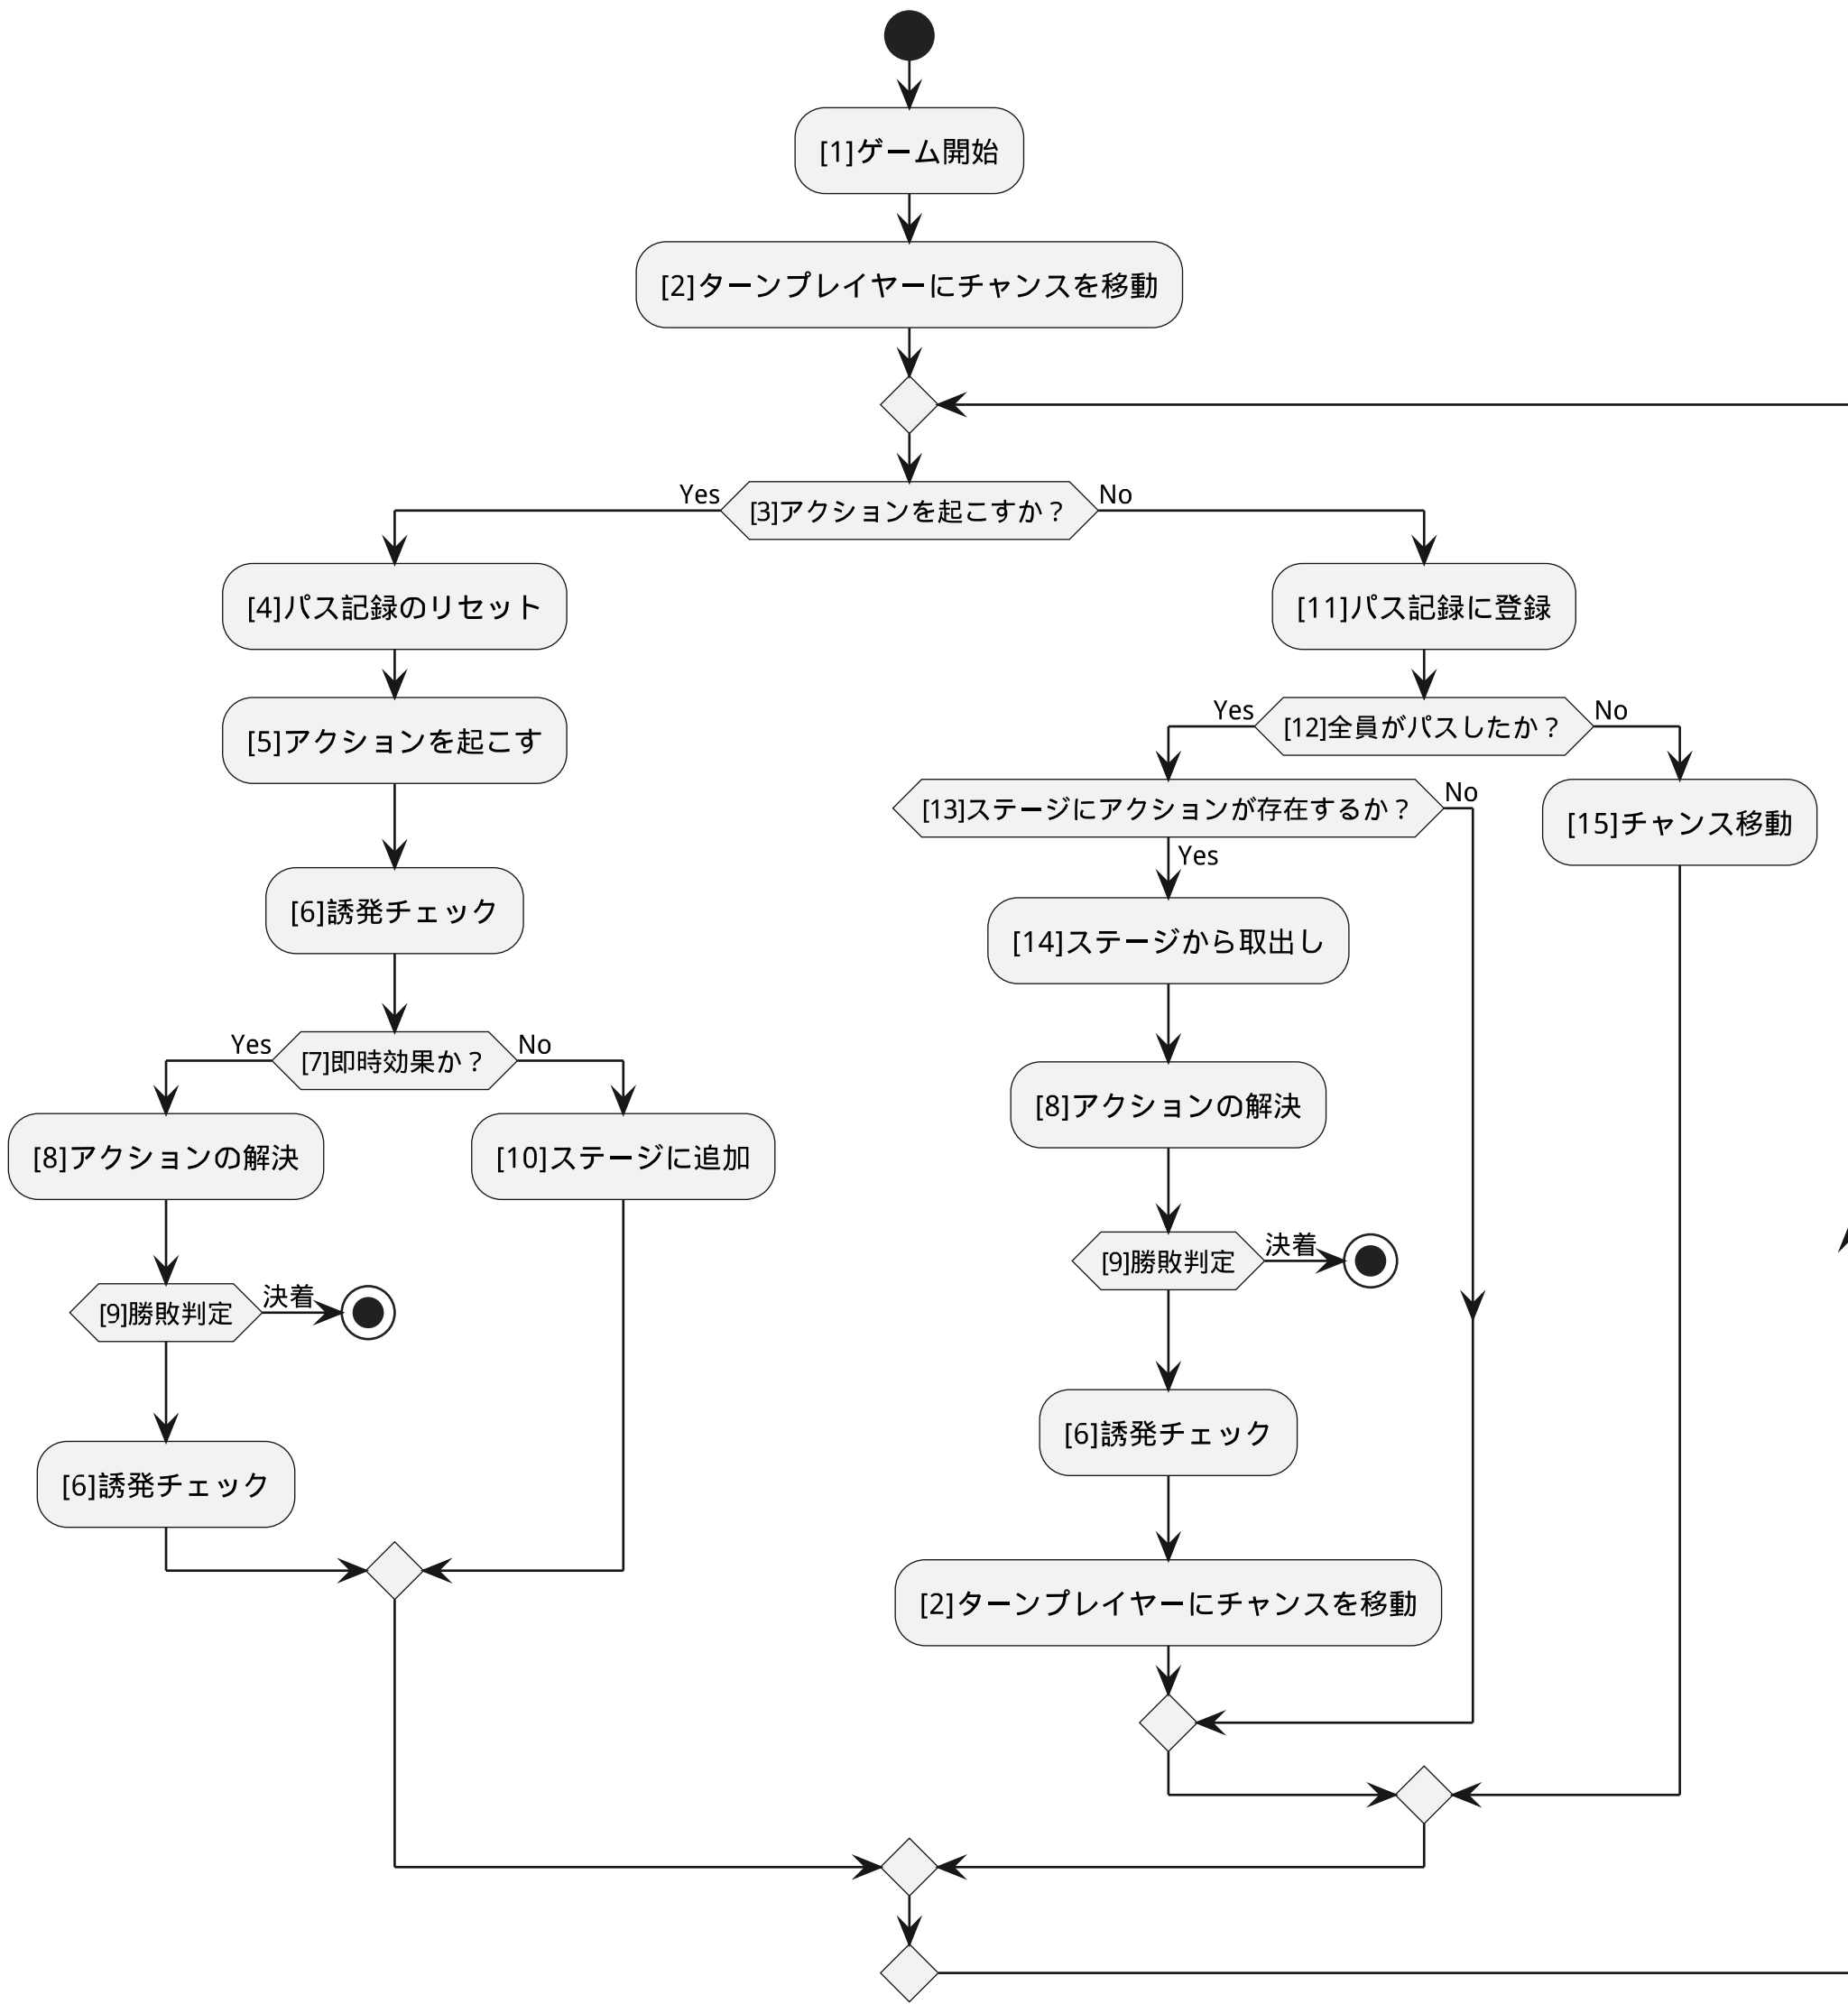 [1]ゲーム開始
[2]ターンプレイヤーにチャンスを移動
Yes
[3]アクションを起こすか？
No
[4]パス記録のリセット
[11]パス記録に登録
[5]アクションを起こす
Yes
[12]全員がパスしたか？
No
[13]ステージにアクションが存在するか？
No
[15]チャンス移動
Yes
[6]誘発チェック
[14]ステージから取出し
Yes
[7]即時効果か？
No
[8]アクションの解決
[8]アクションの解決
[10]ステージに追加
[9]勝敗判定
決着
[9]勝敗判定
決着
[6]誘発チェック
[6]誘発チェック
[2]ターンプレイヤーにチャンスを移動